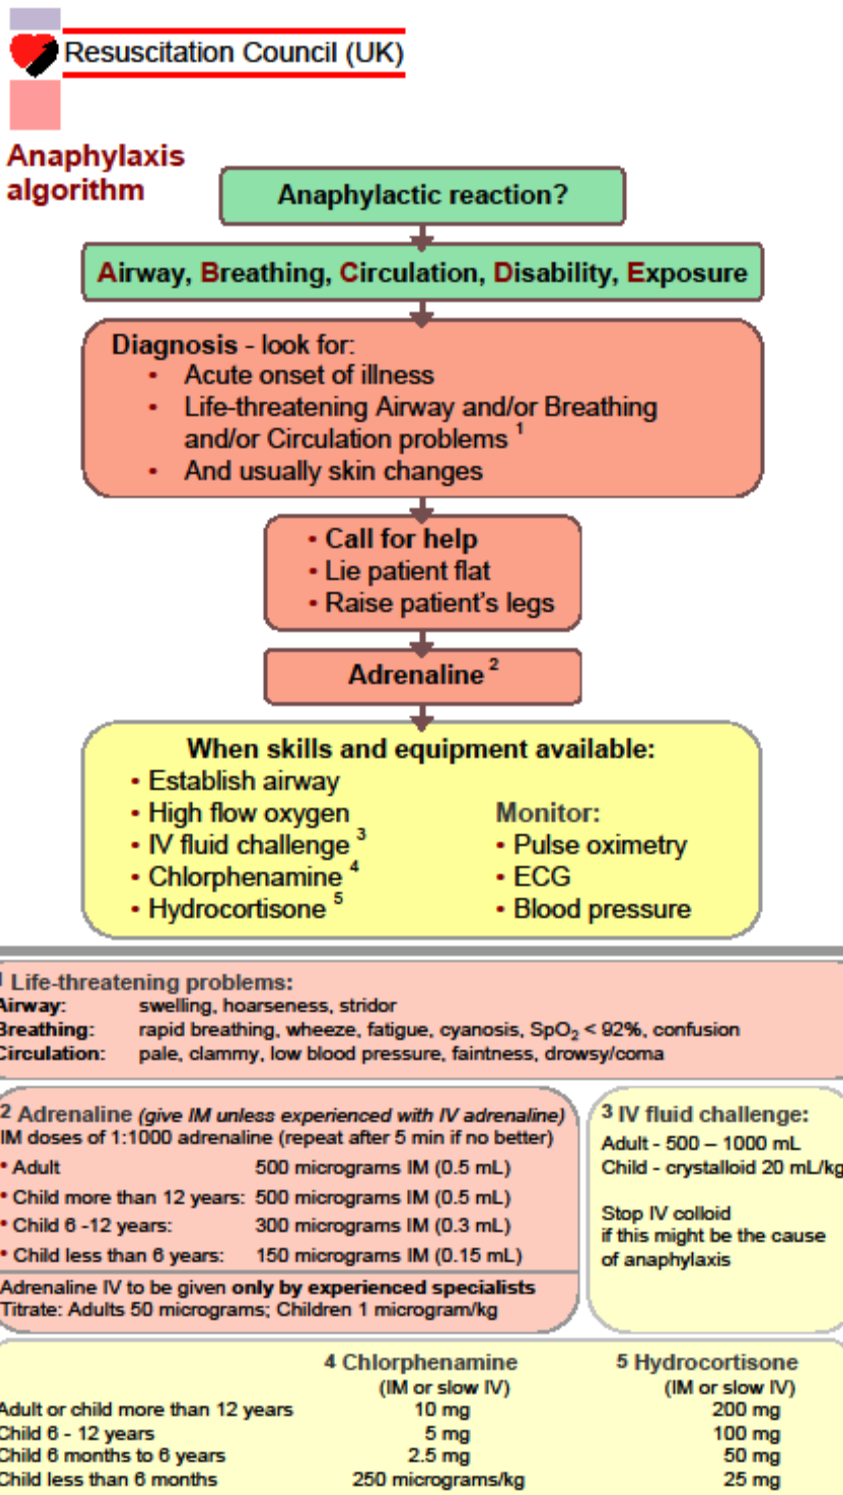 Resuscitation Council (UK)
Anaphylaxis
algorithm
Anaphylactic reaction?
Airway, Breathing, Circulation, Disability, Exposure
Diagnosis - look for:
• Acute onset of illness
• Life-threatening Airway and/or Breathing
and/or Circulation problems 1
• And usually skin changes
• Call for help
• Lie patient flat
• Raise patient's legs
Adrenaline 2
When skills and equipment available:
• Establish airway
• High flow oxygen
• IV fluid challenge 3
• Chlorphenamine 4
• Hydrocortisone 5
Monitor:
• Pulse oximetry
• ECG
• Blood pressure
1 Life-threatening problems:
Airway: swelling, hoarseness, stridor
Breathing: rapid breathing, wheeze, fatigue, cyanosis, SpO2 < 92%, confusion
Circulation: pale, clammy, low blood pressure, faintness, drowsy/coma
2 Adrenaline (give IM unless experienced with IV adrenaline)
IM doses of 1:1000 adrenaline (repeat after 5 min if no better)
• Adult 500 micrograms IM (0.5 mL)
• Child more than 12 years: 500 micrograms IM (0.5 mL)
• Child 6 -12 years: 300 micrograms IM (0.3 mL)
• Child less than 6 years: 150 micrograms IM (0.15 mL)
Adrenaline IV to be given only by experienced specialists
Titrate: Adults 50 micrograms; Children 1 microgram/kg
3 IV fluid challenge:
Adult - 500 – 1000 mL
Child - crystalloid 20 mL/kg
Stop IV colloid
if this might be the cause
of anaphylaxis
4 Chlorphenamine 5 Hydrocortisone
(IM or slow IV) (IM or slow IV)
Adult or child more than 12 years 10 mg 200 mg
Child 6 - 12 years 5 mg 100 mg
Child 6 months to 6 years 2.5 mg 50 mg
Child less than 6 months 250 micrograms/kg 25 mg